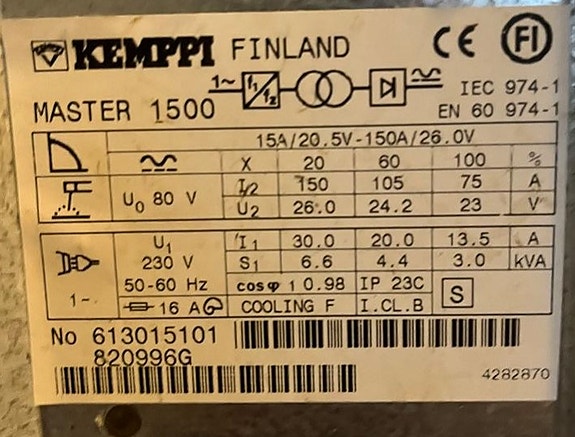 KEMPPI FINLAND CE FI
1~ f1 f2 IEC 974-1
MASTER 1500 EN 60 974-1
15A/20.5V-150A/26.0V
X 20 60 100 %
U0 80 V I2 150 105 75 A
U2 26.0 24.2 23 V
U1 I1 30.0 20.0 13.5 A
230 V S1 6.6 4.4 3.0 kVA
1~ 50-60 Hz cosφ 1 0.98 IP 23C S
16 A COOLING F I.CL.B
No 613015101
820996G
4282870